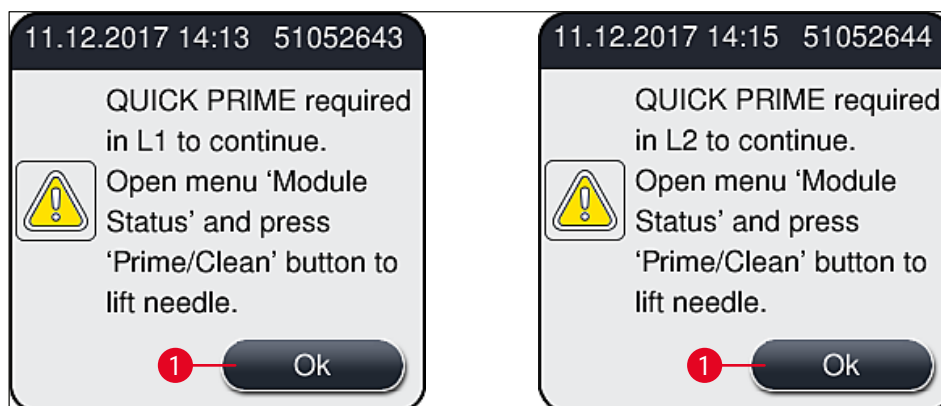 11.12.2017 14:13 51052643
QUICK PRIME required
in L1 to continue.
Open menu ‘Module
Status’ and press
‘Prime/Clean’ button to
lift needle.
1 Ok
11.12.2017 14:15 51052644
QUICK PRIME required
in L2 to continue.
Open menu ‘Module
Status’ and press
‘Prime/Clean’ button to
lift needle.
1 Ok